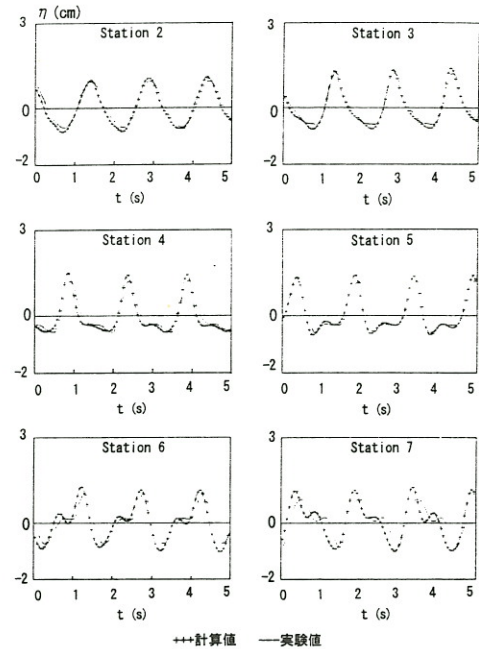 η (cm)
Station 2
Station 3
3
0
-2
0 1 2 3 4 5
t (s)
3
0
-2
0 1 2 3 4 5
t (s)
Station 4
Station 5
3
0
-2
0 1 2 3 4 5
t (s)
3
0
-2
0 1 2 3 4 5
t (s)
Station 6
Station 7
3
0
-2
0 1 2 3 4 5
t (s)
3
0
-2
0 1 2 3 4 5
t (s)
+++計算値 ──実験値